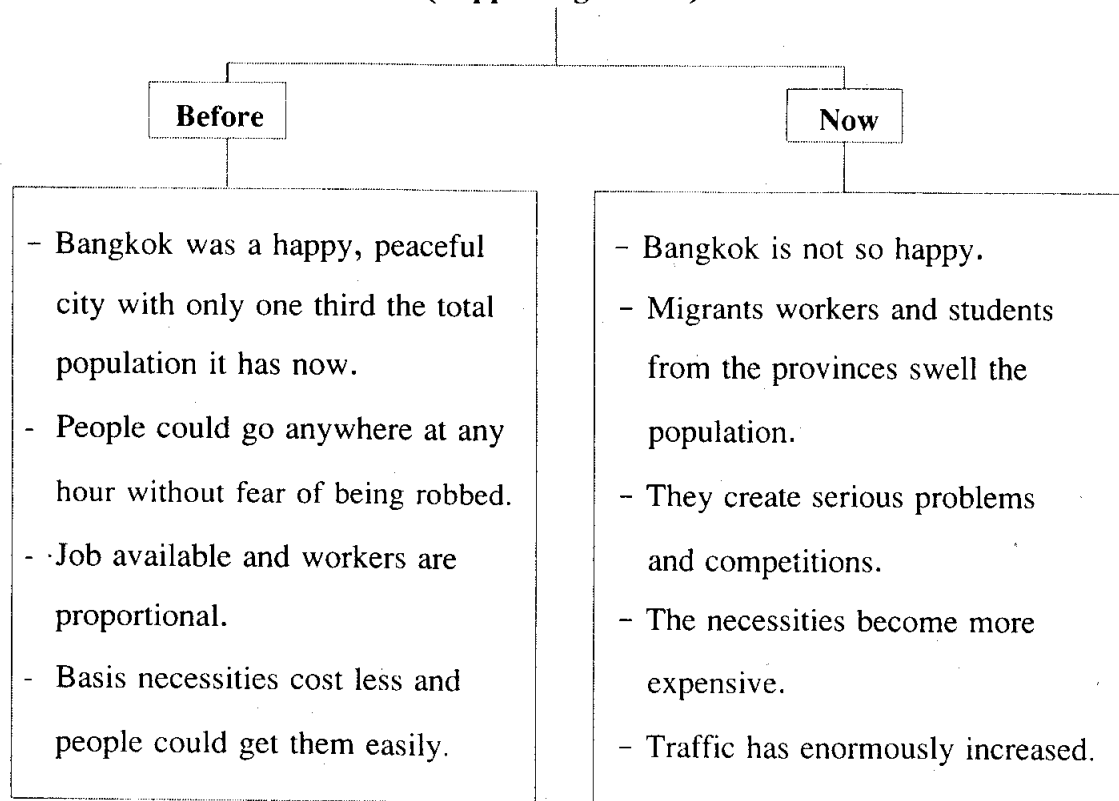 Before
- Bangkok was a happy, peaceful
city with only one third the total
population it has now.
- People could go anywhere at any
hour without fear of being robbed.
- Job available and workers are
proportional.
- Basis necessities cost less and
people could get them easily.
Now
- Bangkok is not so happy.
- Migrants workers and students
from the provinces swell the
population.
- They create serious problems
and competitions.
- The necessities become more
expensive.
- Traffic has enormously increased.